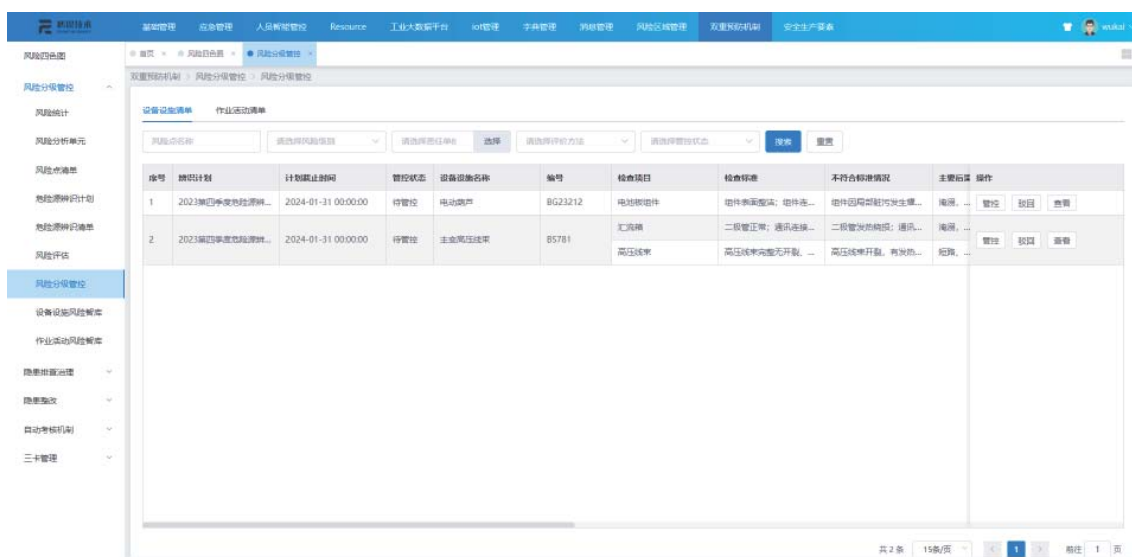 基础管理 应急管理 人员智能管控 Resource 工业大数据平台 iot管理 字典管理 消息管理 风险区域管理 双重预防机制 安全生产要素 wukai
风险四色图 首页 × 风险四色图 × 风险分级管控 ×
双重预防机制 > 风险分级管控 > 风险分级管控
风险分级管控
设备设施清单 作业活动清单
风险统计
风险点名称 请选择风险级别 请选择责任单位 选择 请选择评价方法 请选择管控状态 搜索 重置
风险分析单元
风险点清单
序号 辨识计划 计划截止时间 管控状态 设备设施名称 编号 检查项目 检查标准 不符合标准情况 主要后果 操作
危险源辨识计划
1 2023第四季度危险源辨... 2024-01-31 00:00:00 待管控 电动葫芦 BG23212 电池板组件 组件表面整洁；组件连... 组件因局部脏污发生爆... 淹溺，... 管控 驳回 查看
危险源辨识清单
2 2023第四季度危险源辨... 2024-01-31 00:00:00 待管控 主变高压线束 B5781 汇流箱 二极管正常；通讯连接... 二极管发热烧损；通讯... 淹溺，... 管控 驳回 查看
高压线束 高压线束完整无开裂，... 高压线束开裂，有发热... 短路，...
风险评估
风险分级管控
设备设施风险智库
作业活动风险智库
隐患排查治理
隐患整改
自动考核机制
三卡管理
共 2 条 15条/页 1 前往 1 页